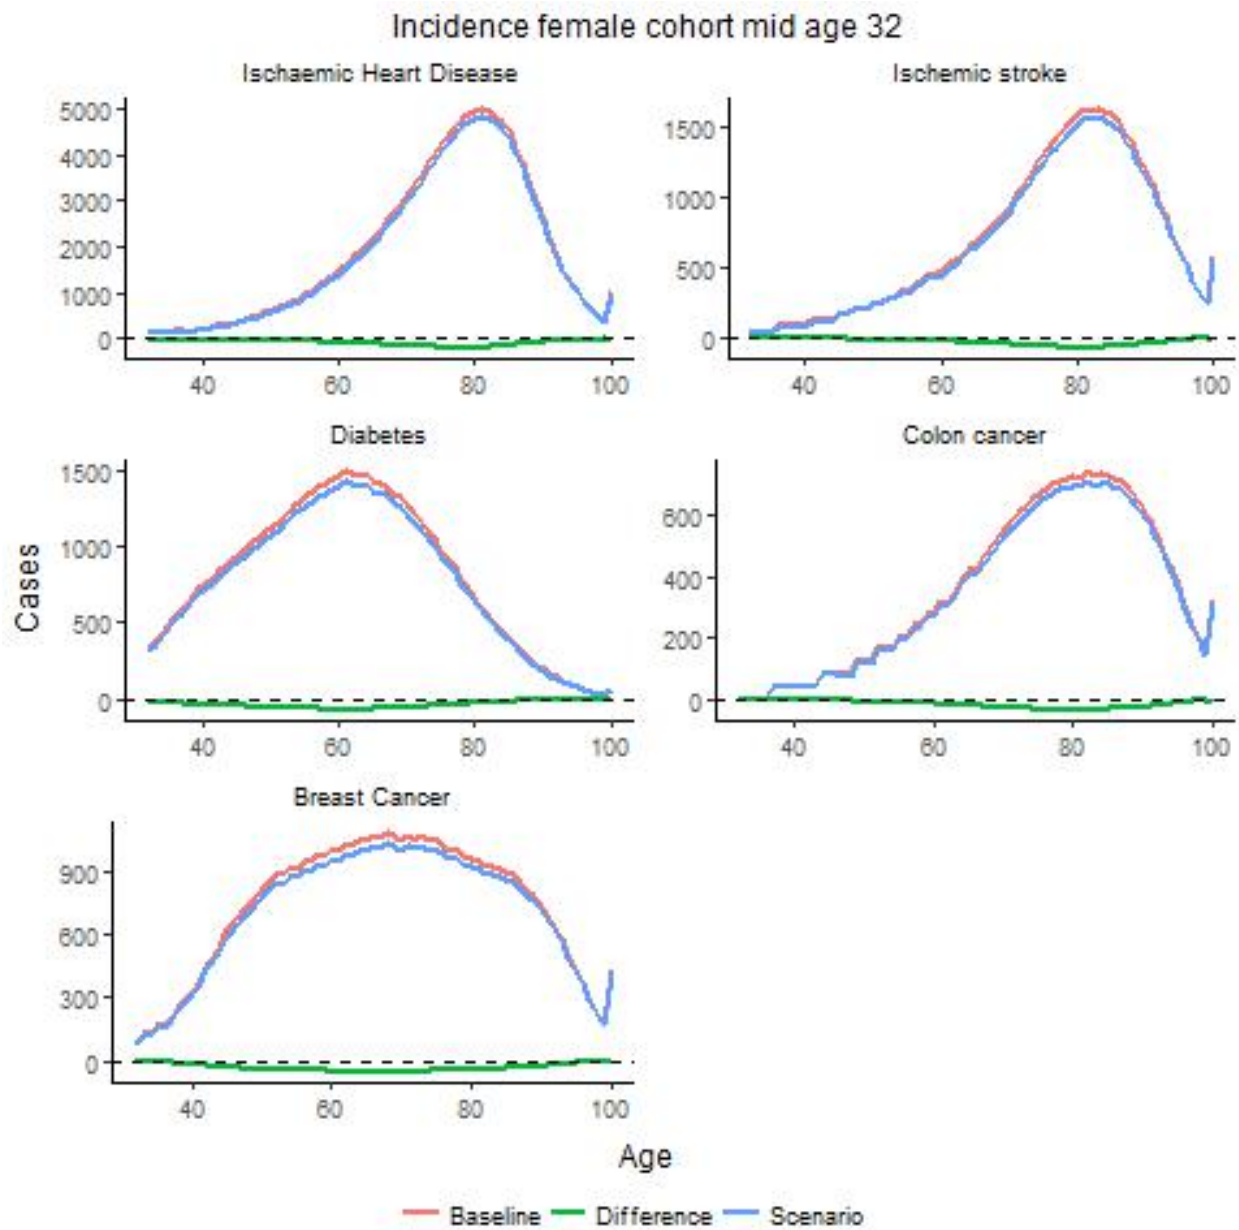 Incidence female cohort mid age 32
Ischaemic Heart Disease
5000
4000
3000
2000
1000
0
40 60 80 100
Ischemic stroke
1500
1000
500
0
40 60 80 100
Diabetes
1500
1000
500
0
40 60 80 100
Colon cancer
600
400
200
0
40 60 80 100
Breast Cancer
900
600
300
0
40 60 80 100
Cases
Age
Baseline Difference Scenario